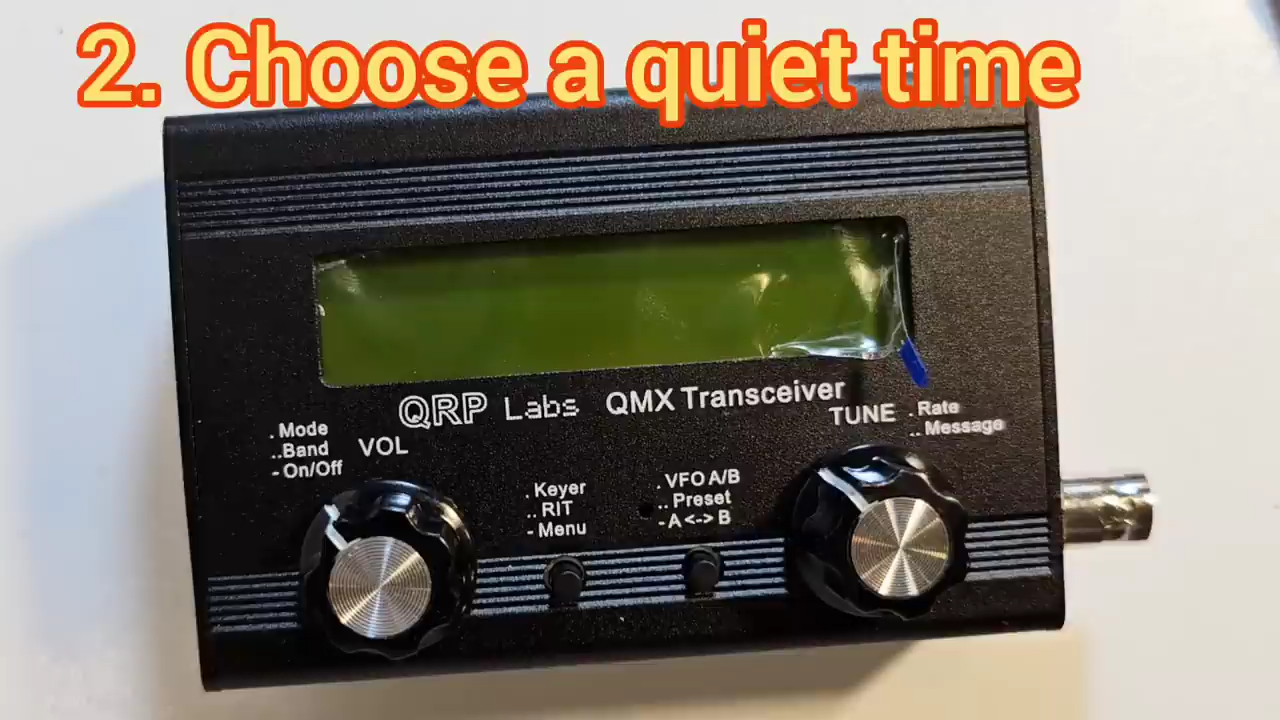 2. Choose a quiet time
QRP Labs QMX Transceiver
. Mode
.. Band
- On/Off
VOL
. Keyer
.. RIT
- Menu
. VFO A/B
.. Preset
- A <-> B
TUNE
. Rate
.. Message